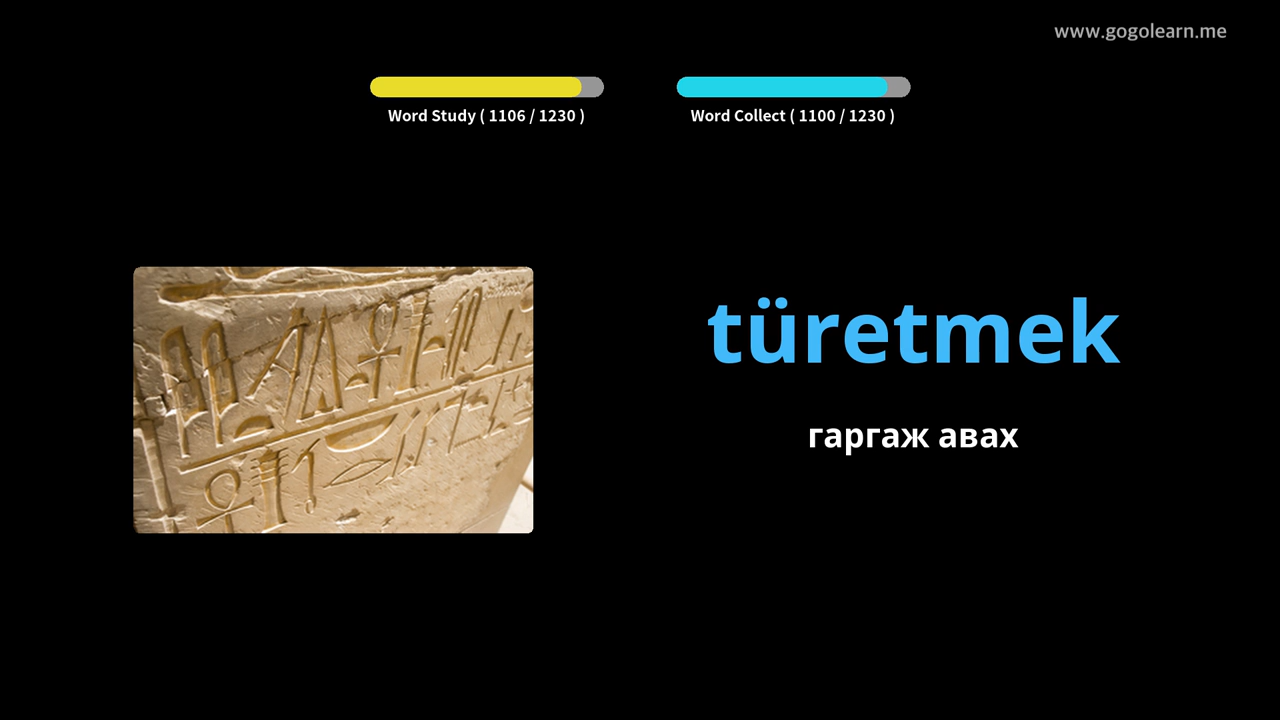 www.gogolearn.me
Word Study ( 1106 / 1230 )
Word Collect ( 1100 / 1230 )
türetmek
гаргаж авах